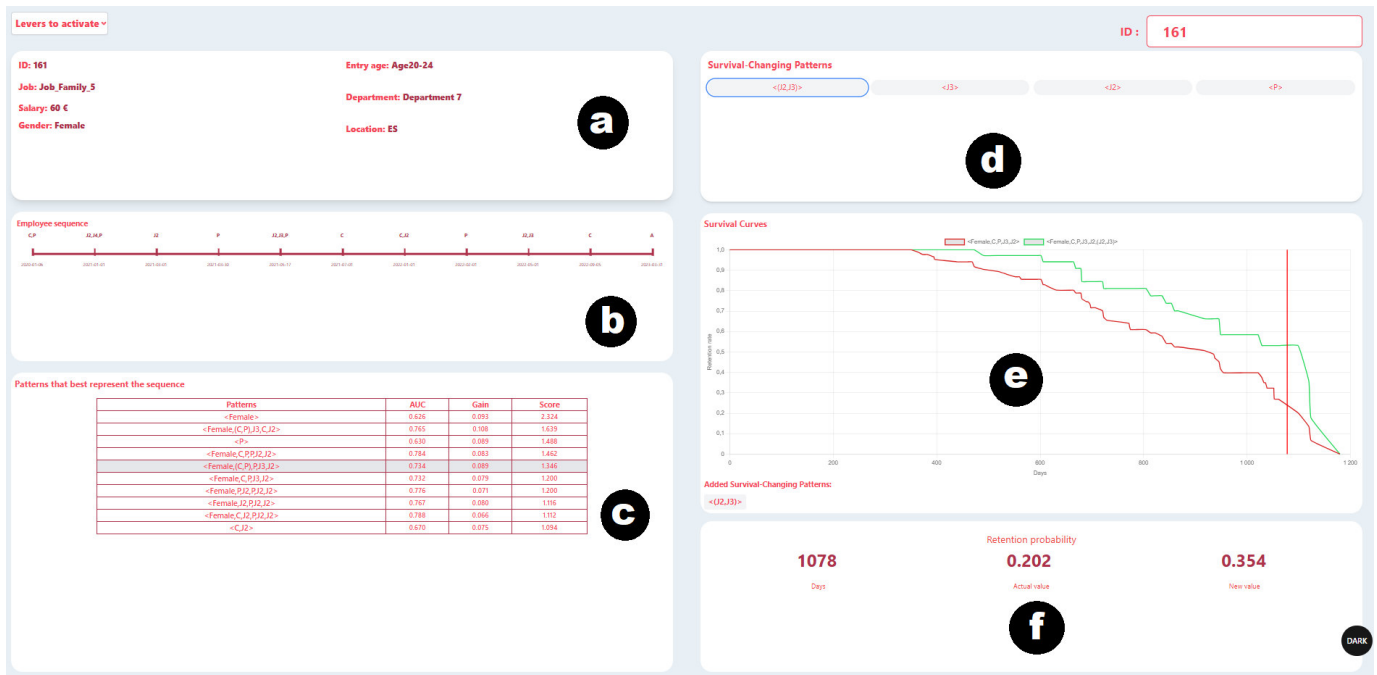 Levers to activate
ID : 161
ID: 161
Entry age: Age20-24
Job: Job_Family_5
Department: Department 7
Salary: 60 €
Gender: Female
Location: ES
a
Employee sequence
C,P J2,J4,P J2 P J2,J3,P C C,J2 P J2,J3 C A
b
Patterns that best represent the sequence
Patterns AUC Gain Score
<Female> 0.626 0.093 2.324
<Female,(C,P),J3,C,J2> 0.765 0.108 1.639
<P> 0.630 0.089 1.488
<Female,C,P,P,J2,J2> 0.784 0.083 1.462
<Female,(C,P),P,J3,J2> 0.734 0.089 1.346
<Female,C,P,J3,J2> 0.732 0.079 1.200
<Female,P,J2,P,J2,J2> 0.776 0.071 1.200
<Female,J2,P,J2,J2> 0.767 0.080 1.116
<Female,C,J2,P,J2,J2> 0.788 0.066 1.112
<C,J2> 0.670 0.075 1.094
c
Survival-Changing Patterns
<(J2,J3)> <J3> <J2> <P>
d
Survival Curves
<Female,C,P,J3,J2> <Female,C,P,J3,J2,(J2,J3)>
1,0
0,9
0,8
0,7
0,6
0,5
0,4
0,3
0,2
0,1
0
Retention rate
0 200 400 600 800 1 000 1 200
Days
e
Added Survival-Changing Patterns:
<(J2,J3)>
Retention probability
1078 0.202 0.354
Days Actual value New value
f
DARK